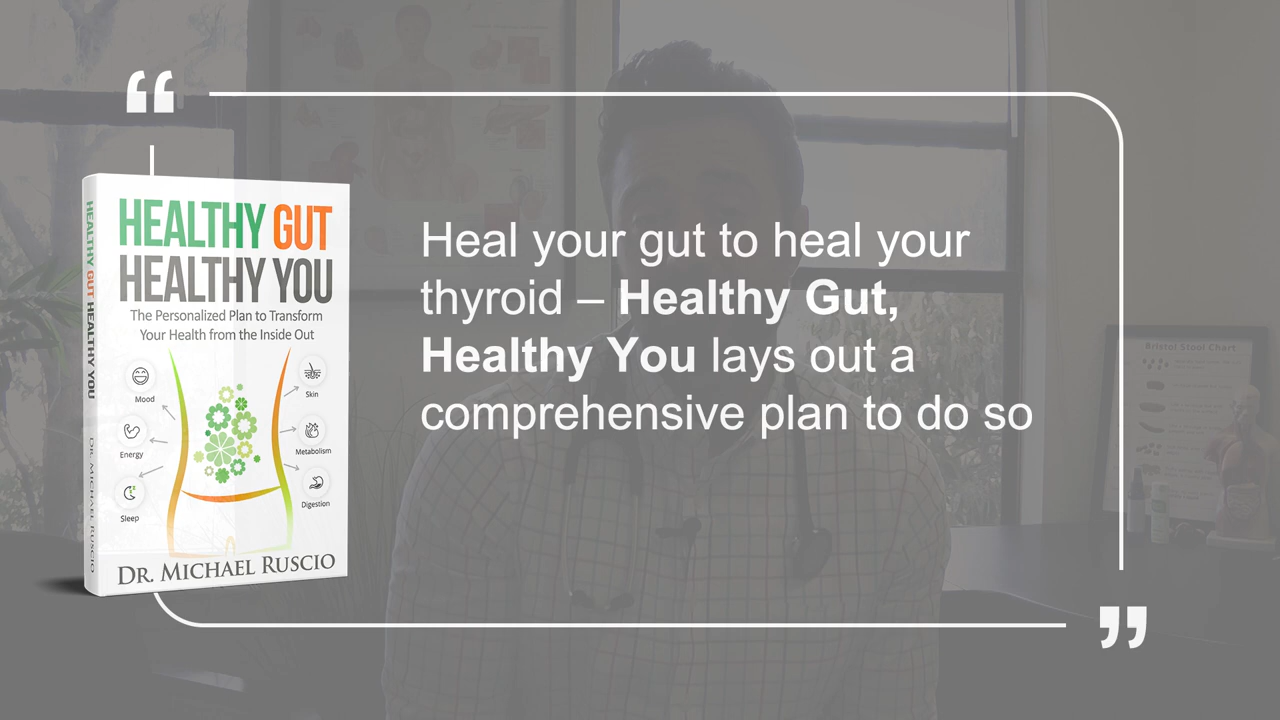 HEALTHY GUT
HEALTHY YOU
The Personalized Plan to Transform
Your Health from the Inside Out
Mood
Energy
Sleep
Skin
Metabolism
Digestion
DR. MICHAEL RUSCIO
HEALTHY GUT HEALTHY YOU
DR. MICHAEL RUSCIO
“
Heal your gut to heal your
thyroid – Healthy Gut,
Healthy You lays out a
comprehensive plan to do so
”
Bristol Stool Chart